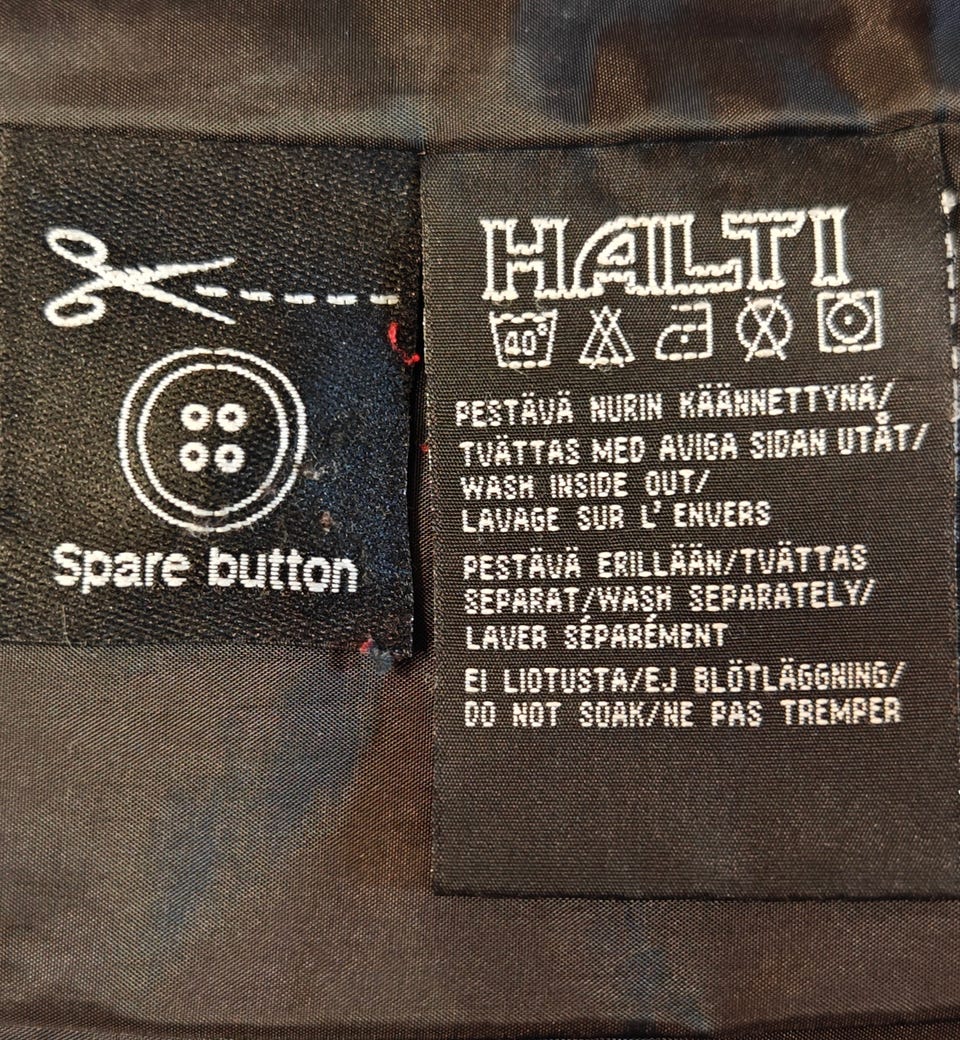 Spare button
HALTI
40°
PESTÄVÄ NURIN KÄÄNNETTYNÄ/
TVÄTTAS MED AVIGA SIDAN UTÅT/
WASH INSIDE OUT/
LAVAGE SUR L' ENVERS
PESTÄVÄ ERILLÄÄN/TVÄTTAS
SEPARAT/WASH SEPARATELY/
LAVER SÉPARÉMENT
EI LIOTUSTA/EJ BLÖTLÄGGNING/
DO NOT SOAK/NE PAS TREMPER